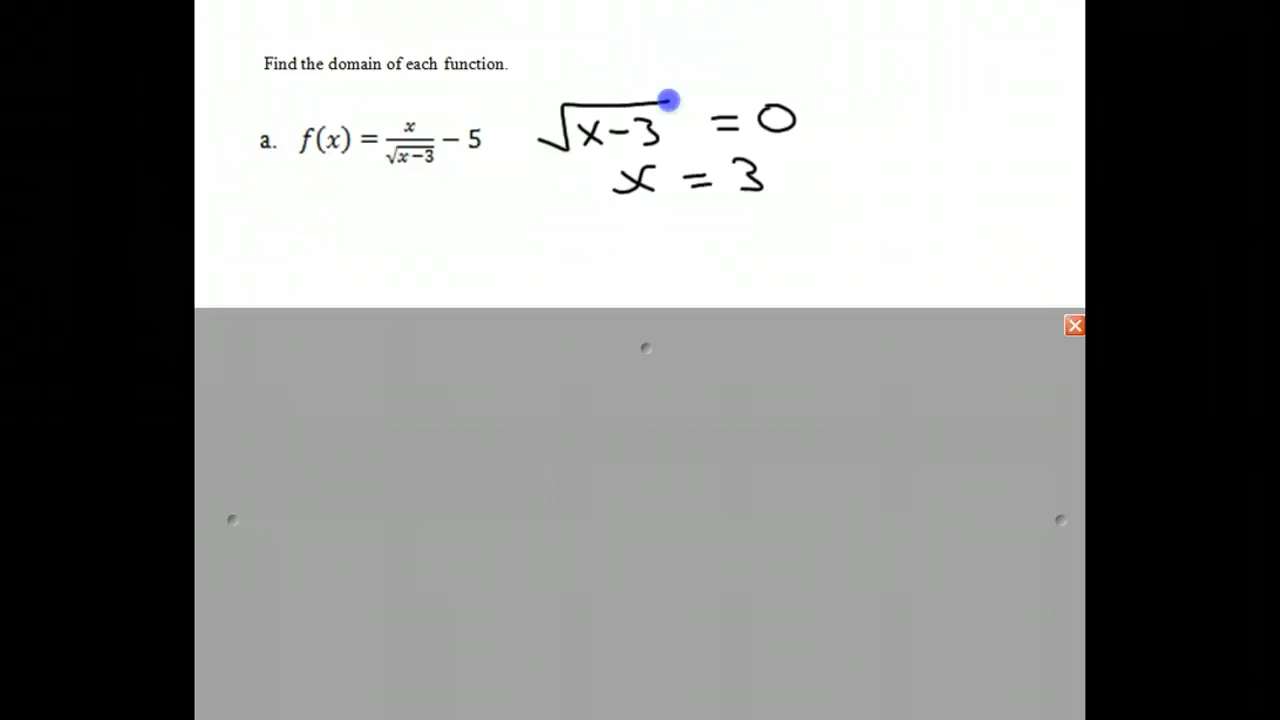 Find the domain of each function.
a. f(x) = x/√(x−3) − 5
√(x−3) = 0
x = 3